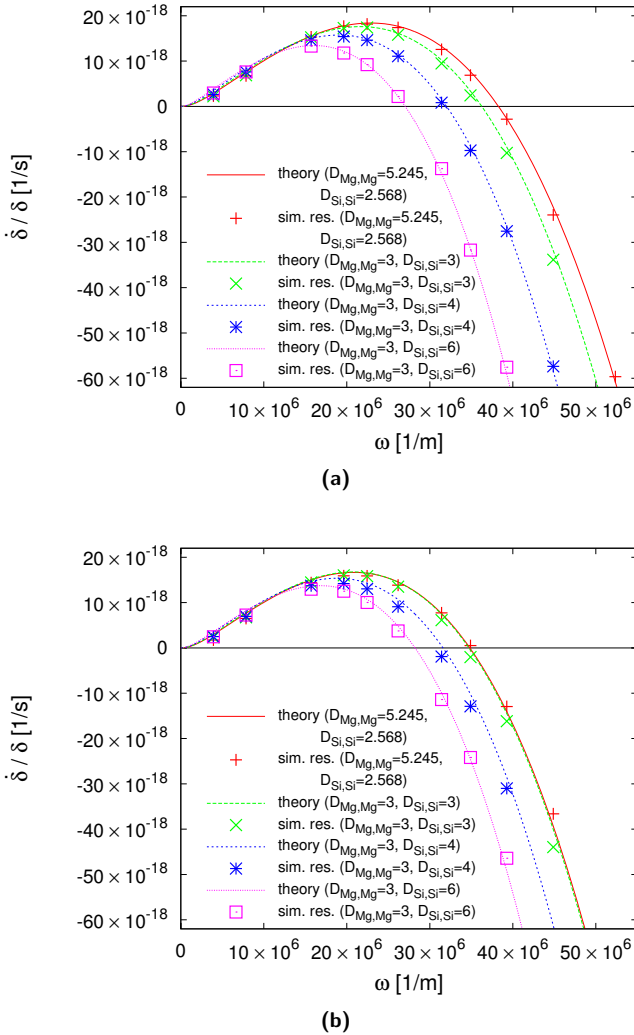 20 × 10⁻¹⁸
10 × 10⁻¹⁸
0
-10 × 10⁻¹⁸
-20 × 10⁻¹⁸
-30 × 10⁻¹⁸
-40 × 10⁻¹⁸
-50 × 10⁻¹⁸
-60 × 10⁻¹⁸
δ̇ / δ [1/s]
theory (D_Mg,Mg=5.245,
D_Si,Si=2.568)
sim. res. (D_Mg,Mg=5.245,
D_Si,Si=2.568)
theory (D_Mg,Mg=3, D_Si,Si=3)
sim. res. (D_Mg,Mg=3, D_Si,Si=3)
theory (D_Mg,Mg=3, D_Si,Si=4)
sim. res. (D_Mg,Mg=3, D_Si,Si=4)
theory (D_Mg,Mg=3, D_Si,Si=6)
sim. res. (D_Mg,Mg=3, D_Si,Si=6)
0 10 × 10⁶ 20 × 10⁶ 30 × 10⁶ 40 × 10⁶ 50 × 10⁶
ω [1/m]
(a)
20 × 10⁻¹⁸
10 × 10⁻¹⁸
0
-10 × 10⁻¹⁸
-20 × 10⁻¹⁸
-30 × 10⁻¹⁸
-40 × 10⁻¹⁸
-50 × 10⁻¹⁸
-60 × 10⁻¹⁸
δ̇ / δ [1/s]
theory (D_Mg,Mg=5.245,
D_Si,Si=2.568)
sim. res. (D_Mg,Mg=5.245,
D_Si,Si=2.568)
theory (D_Mg,Mg=3, D_Si,Si=3)
sim. res. (D_Mg,Mg=3, D_Si,Si=3)
theory (D_Mg,Mg=3, D_Si,Si=4)
sim. res. (D_Mg,Mg=3, D_Si,Si=4)
theory (D_Mg,Mg=3, D_Si,Si=6)
sim. res. (D_Mg,Mg=3, D_Si,Si=6)
0 10 × 10⁶ 20 × 10⁶ 30 × 10⁶ 40 × 10⁶ 50 × 10⁶
ω [1/m]
(b)